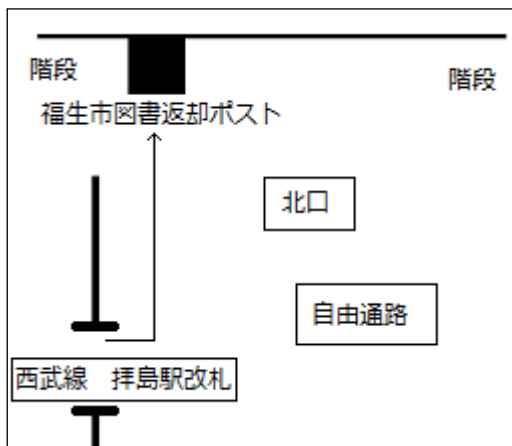 階段
階段
福生市図書返却ポスト
北口
自由通路
西武線　拝島駅改札